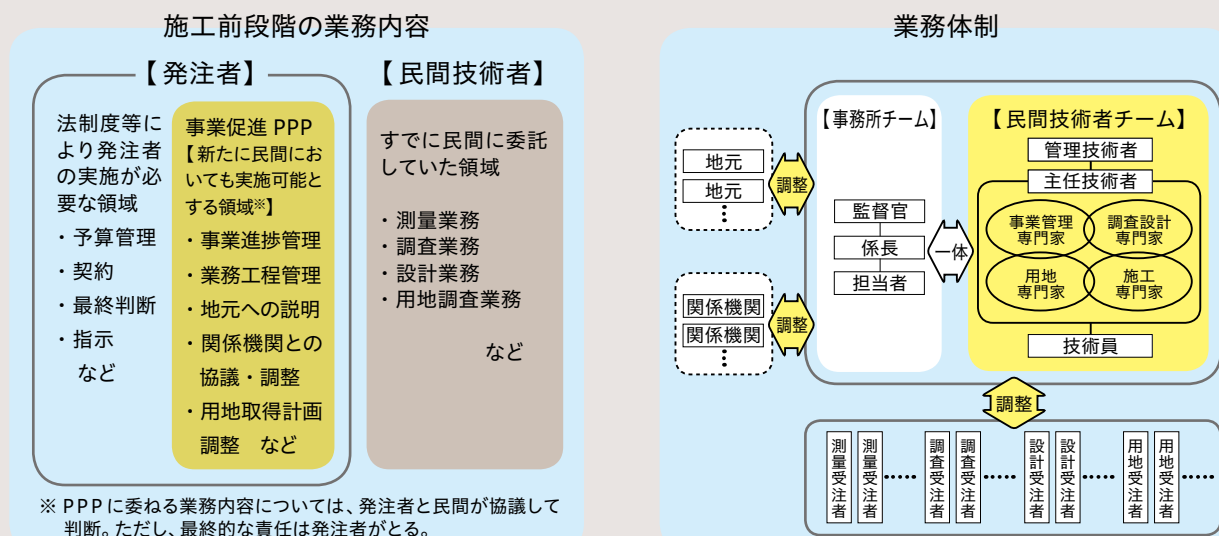 施工前段階の業務内容
【発注者】
法制度等に
より発注者
の実施が必
要な領域
・予算管理
・契約
・最終判断
・指示
など
事業促進 PPP
【新たに民間にお
いても実施可能と
する領域※】
・事業進捗管理
・業務工程管理
・地元への説明
・関係機関との
協議・調整
・用地取得計画
調整 など
【民間技術者】
すでに民間に委託
していた領域
・測量業務
・調査業務
・設計業務
・用地調査業務
など
※ PPPに委ねる業務内容については、発注者と民間が協議して
判断。ただし、最終的な責任は発注者がとる。
業務体制
地元
地元
調整
関係機関
関係機関
調整
【事務所チーム】
監督官
係長
担当者
一体
【民間技術者チーム】
管理技術者
主任技術者
事業管理
専門家
調査設計
専門家
用地
専門家
施工
専門家
技術員
調整
測量受注者
測量受注者
調査受注者
調査受注者
設計受注者
設計受注者
用地受注者
用地受注者